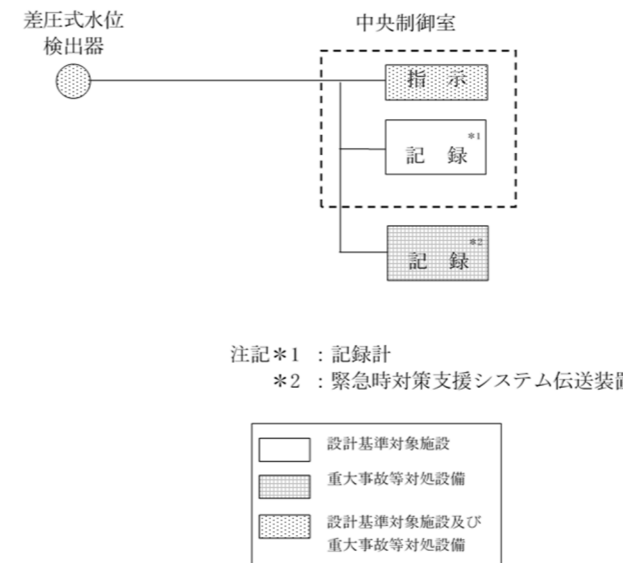 差圧式水位
検出器
中央制御室
指 示
記 録 *1
記 録 *2
注記*1 :記録計
*2 :緊急時対策支援システム伝送装置
設計基準対象施設
重大事故等対処設備
設計基準対象施設及び
重大事故等対処設備